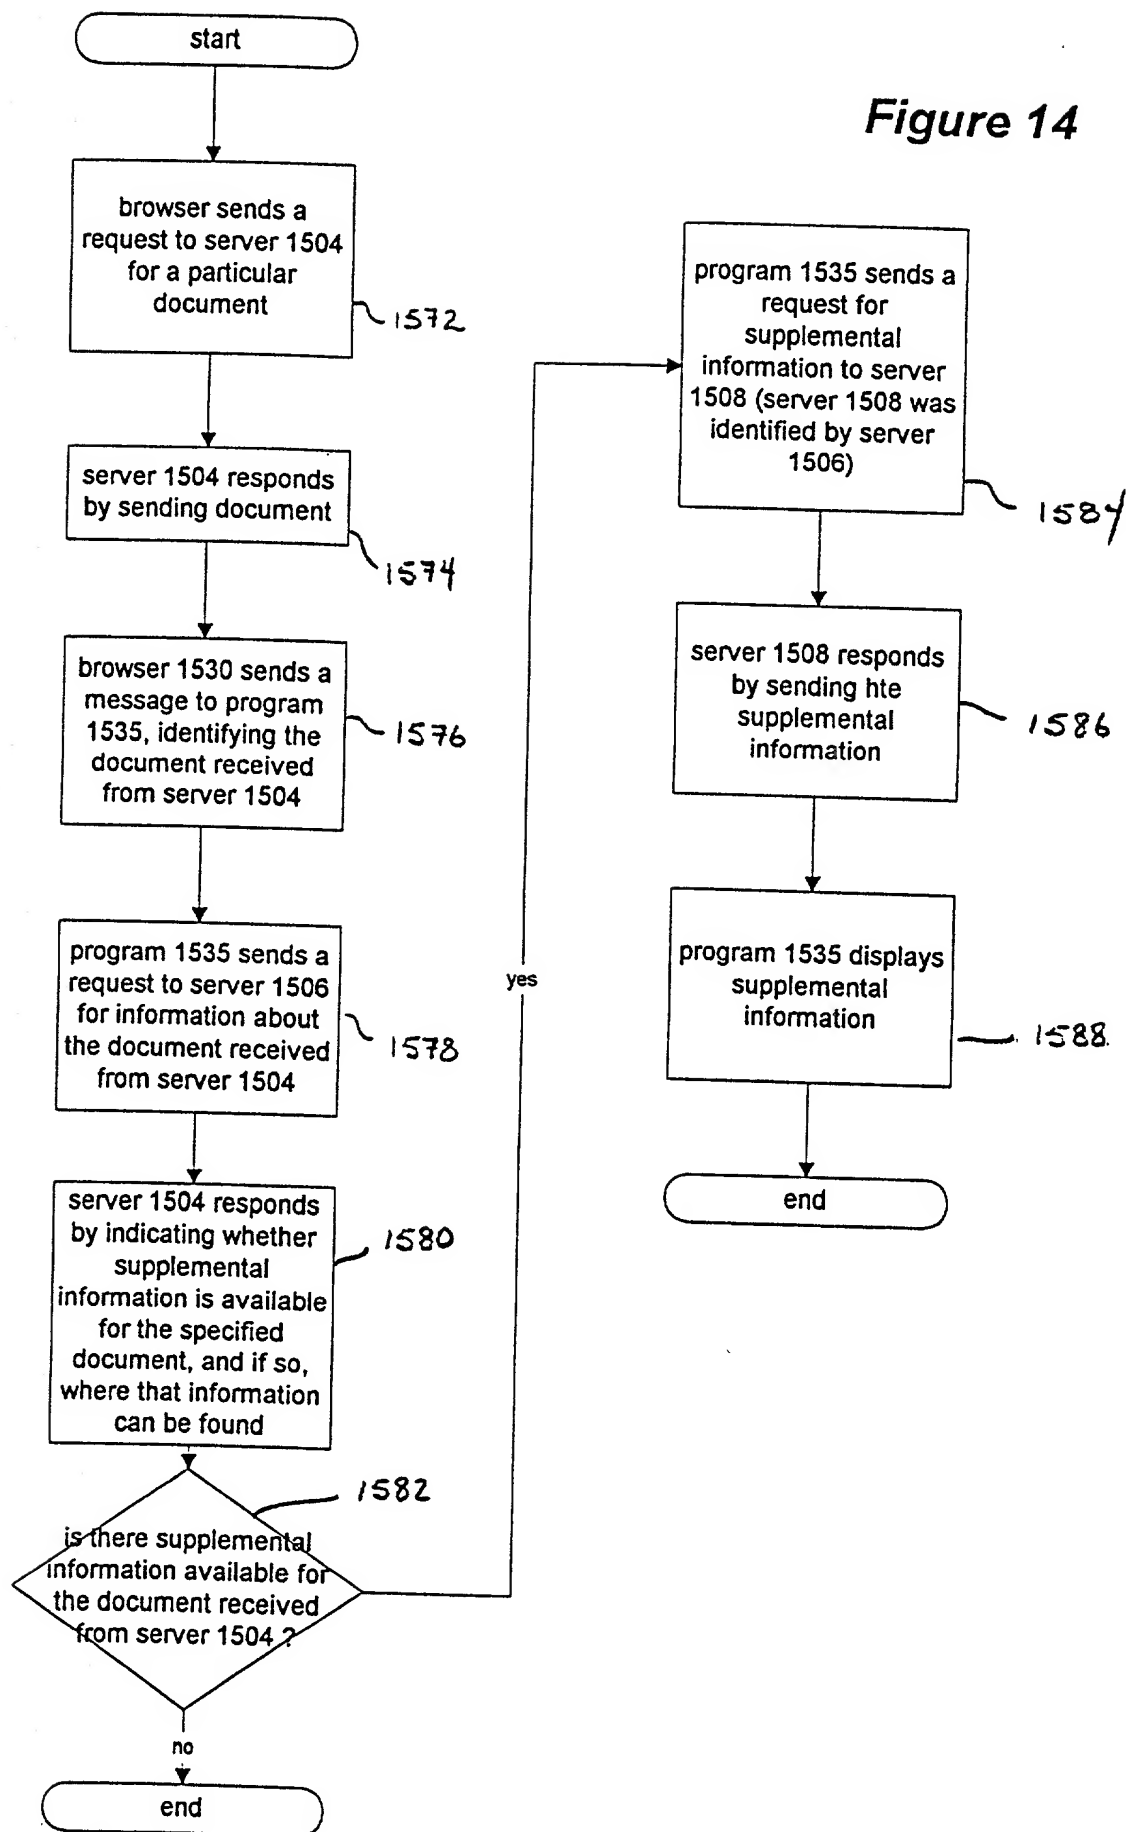 start
Figure 14
browser sends a
request to server 1504
for a particular
document
1572
server 1504 responds
by sending document
1574
browser 1530 sends a
message to program
1535, identifying the
document received
from server 1504
1576
program 1535 sends a
request to server 1506
for information about
the document received
from server 1504
1578
server 1504 responds
by indicating whether
supplemental
information is available
for the specified
document, and if so,
where that information
can be found
1580
is there supplemental
information available for
the document received
from server 1504 ?
1582
no
end
yes
program 1535 sends a
request for
supplemental
information to server
1508 (server 1508 was
identified by server
1506)
1584
server 1508 responds
by sending hte
supplemental
information
1586
program 1535 displays
supplemental
information
1588
end